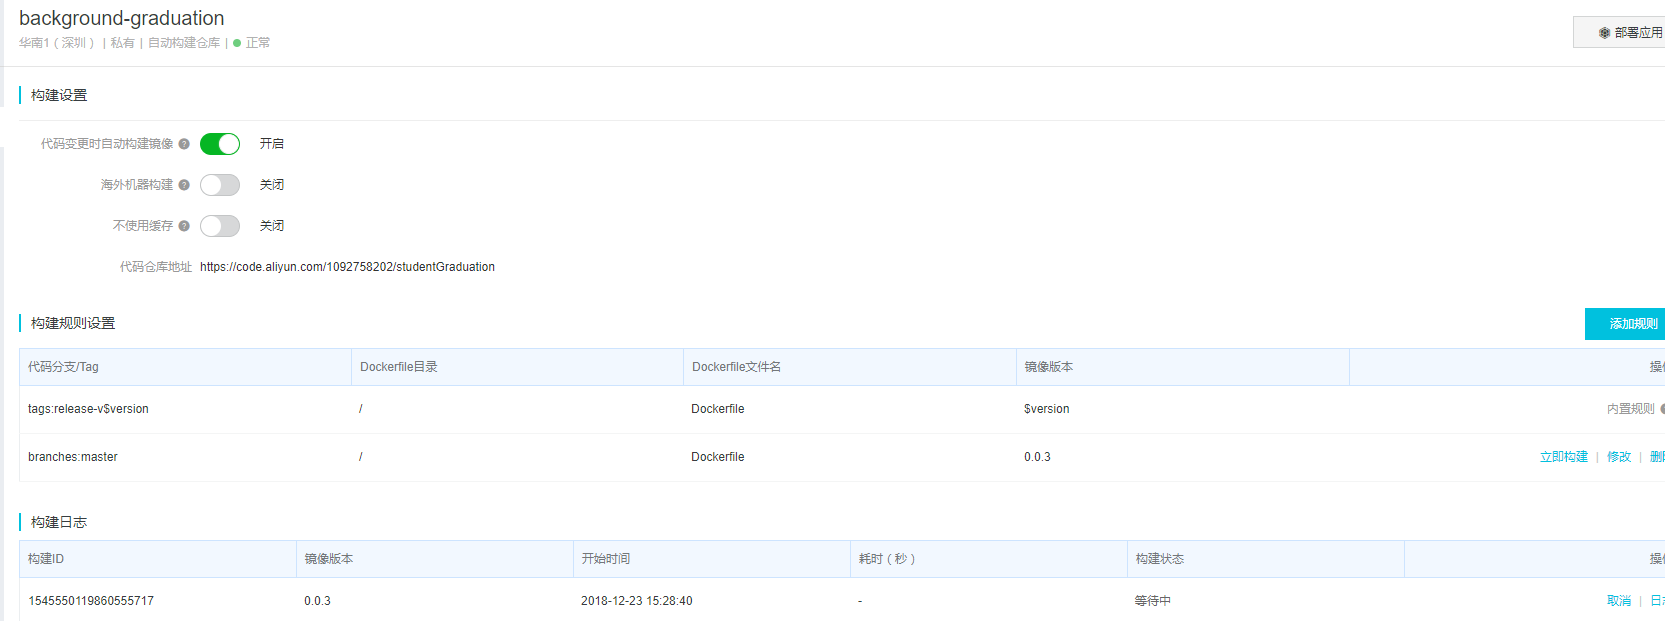 background-graduation
华南1（深圳） | 私有 | 自动构建仓库 | 正常
部署应用
构建设置
代码变更时自动构建镜像 ? 开启
海外机器构建 ? 关闭
不使用缓存 ? 关闭
代码仓库地址 https://code.aliyun.com/1092758202/studentGraduation
构建规则设置
添加规则
代码分支/Tag Dockerfile目录 Dockerfile文件名 镜像版本
tags:release-v$version / Dockerfile $version 内置规则
branches:master / Dockerfile 0.0.3 立即构建 | 修改 |
构建日志
构建ID 镜像版本 开始时间 耗时（秒） 构建状态
1545550119860555717 0.0.3 2018-12-23 15:28:40 - 等待中 取消 | 日